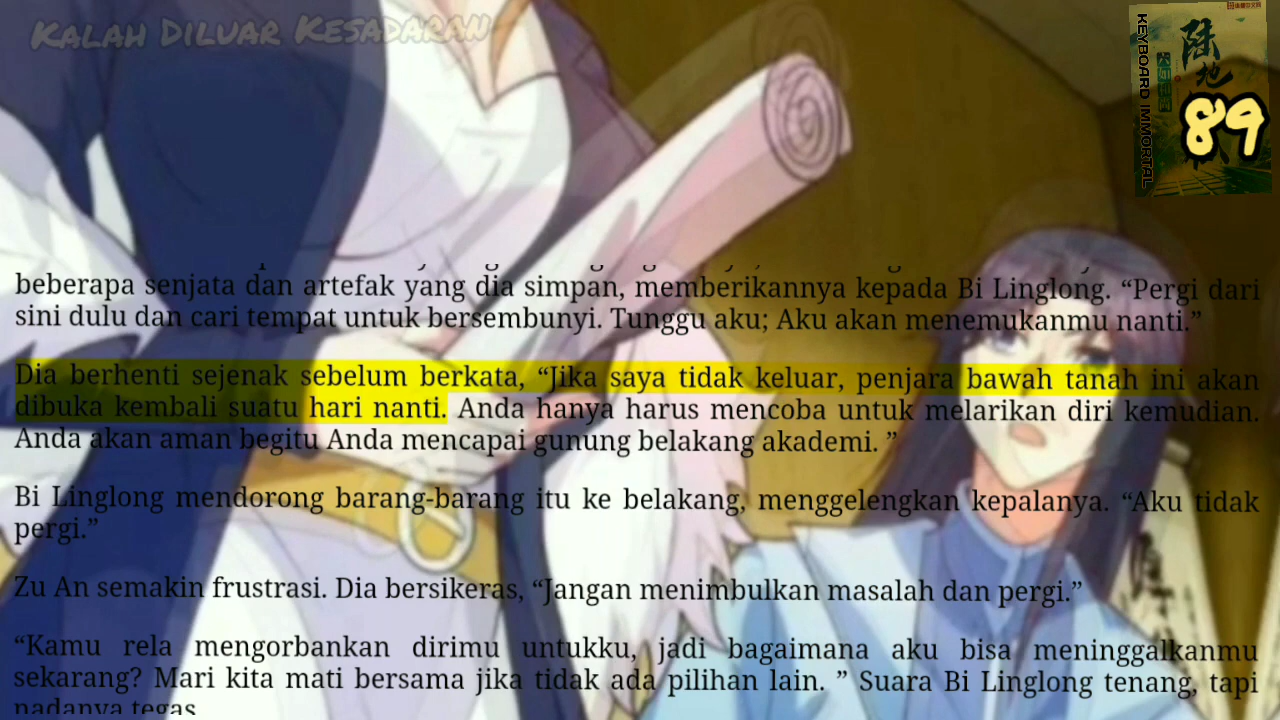 Kalah Diluar Kesadaran
KEYBOARD IMMORTAL
陆地
89
beberapa senjata dan artefak yang dia simpan, memberikannya kepada Bi Linglong. “Pergi dari
sini dulu dan cari tempat untuk bersembunyi. Tunggu aku; Aku akan menemukanmu nanti.”
Dia berhenti sejenak sebelum berkata, “Jika saya tidak keluar, penjara bawah tanah ini akan
dibuka kembali suatu hari nanti. Anda hanya harus mencoba untuk melarikan diri kemudian.
Anda akan aman begitu Anda mencapai gunung belakang akademi. ”
Bi Linglong mendorong barang-barang itu ke belakang, menggelengkan kepalanya. “Aku tidak
pergi.”
Zu An semakin frustrasi. Dia bersikeras, “Jangan menimbulkan masalah dan pergi.”
“Kamu rela mengorbankan dirimu untukku, jadi bagaimana aku bisa meninggalkanmu
sekarang? Mari kita mati bersama jika tidak ada pilihan lain. ” Suara Bi Linglong tenang, tapi
nadanya tegas